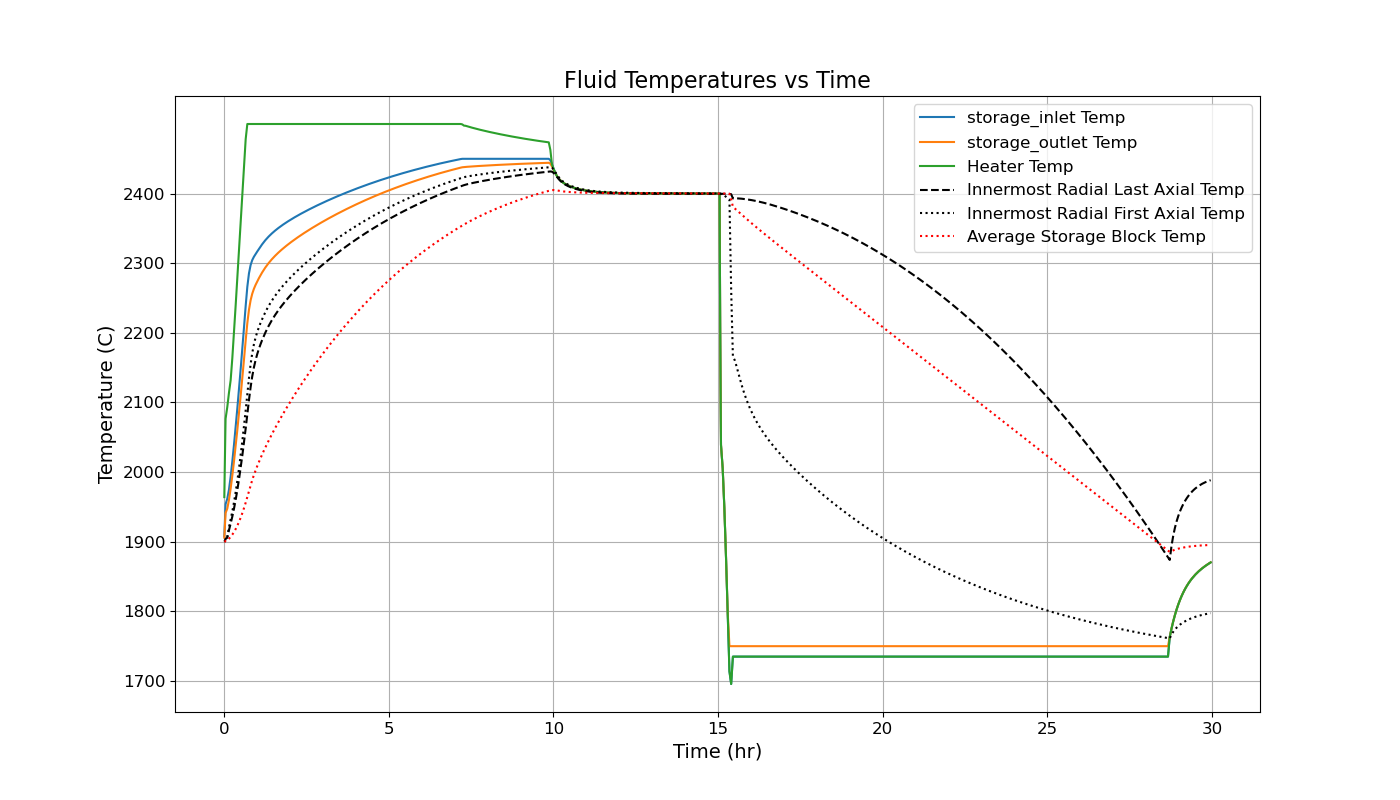 Fluid Temperatures vs Time
storage_inlet Temp
storage_outlet Temp
Heater Temp
Innermost Radial Last Axial Temp
Innermost Radial First Axial Temp
Average Storage Block Temp
Temperature (C)
2400
2300
2200
2100
2000
1900
1800
1700
0 5 10 15 20 25 30
Time (hr)